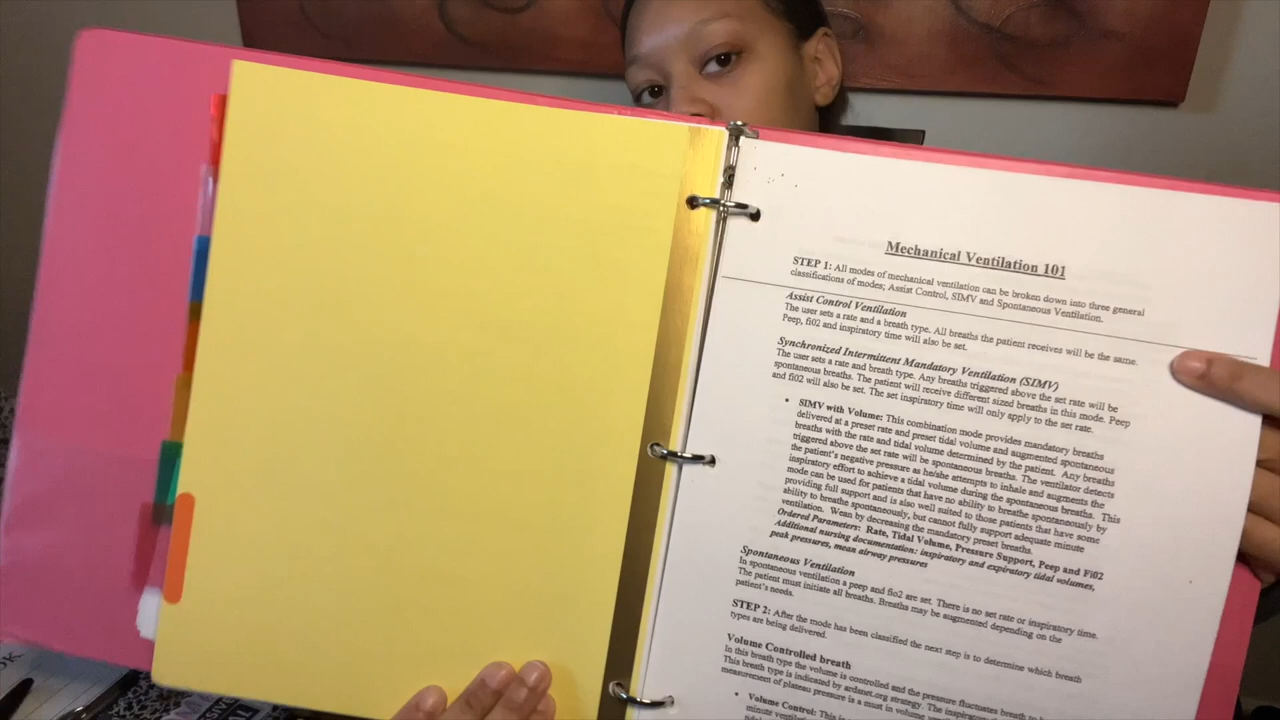 Mechanical Ventilation 101
STEP 1: All modes of mechanical ventilation can be broken down into three general
classifications of modes; Assist Control, SIMV and Spontaneous Ventilation.
Assist Control Ventilation
The user sets a rate and a breath type. All breaths the patient receives will be the same.
Peep, fi02 and inspiratory time will also be set.
Synchronized Intermittent Mandatory Ventilation (SIMV)
The user sets a rate and breath type. Any breaths triggered above the set rate will be
spontaneous breaths. The patient will receive different sized breaths in this mode. Peep
and fi02 will also be set. The set inspiratory time will only apply to the set rate.
• SIMV with Volume: This combination mode provides mandatory breaths
delivered at a preset rate and preset tidal volume and augmented spontaneous
breaths with the rate and tidal volume determined by the patient. Any breaths
triggered above the set rate will be spontaneous breaths. The ventilator detects
the patient's negative pressure as he/she attempts to inhale and augments the
inspiratory effort to achieve a tidal volume during the spontaneous breaths. This
mode can be used for patients that have no ability to breathe spontaneously by
providing full support and is also well suited to those patients that have some
ability to breathe spontaneously, but cannot fully support adequate minute
ventilation. Wean by decreasing the mandatory preset breaths.
Ordered Parameters: Rate, Tidal Volume, Pressure Support, Peep and Fi02
Additional nursing documentation: inspiratory and expiratory tidal volumes,
peak pressures, mean airway pressures
Spontaneous Ventilation
In spontaneous ventilation a peep and fio2 are set. There is no set rate or inspiratory time.
The patient must initiate all breaths. Breaths may be augmented depending on the
patient's needs.
STEP 2: After the mode has been classified the next step is to determine which breath
types are being delivered.
Volume Controlled breath
In this breath type the volume is controlled and the pressure fluctuates breath to
This breath type is indicated by ardsnet.org strategy. The inspiratory
measurement of plateau pressure is a must in volume
• Volume Control: This is
minute